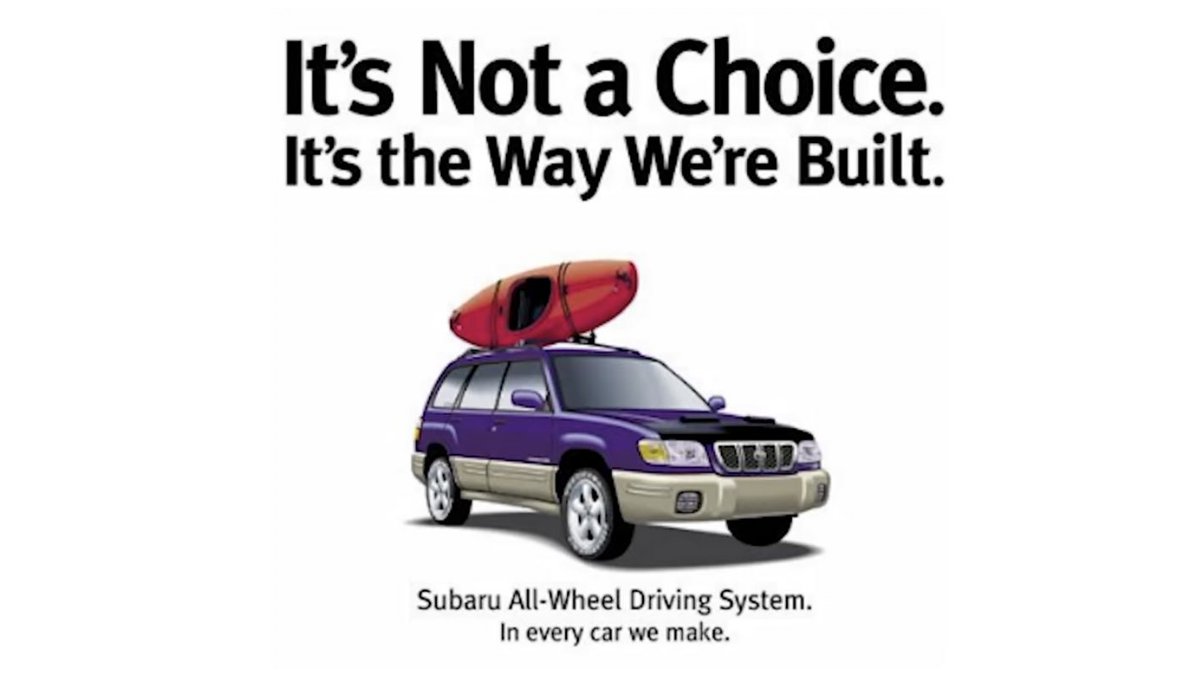 It's Not a Choice.
It's the Way We're Built.
Subaru All-Wheel Driving System.
In every car we make.